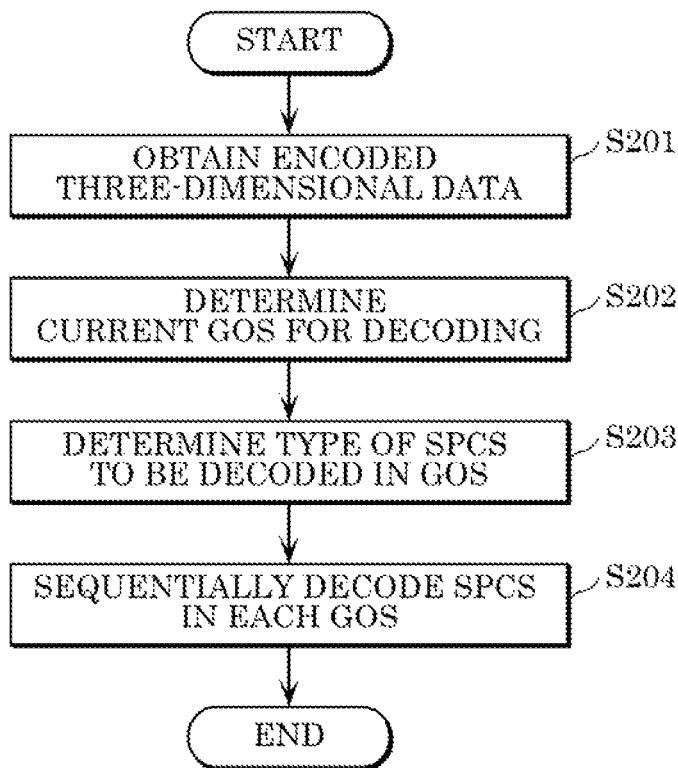 START
OBTAIN ENCODED
THREE-DIMENSIONAL DATA
S201
DETERMINE
CURRENT GOS FOR DECODING
S202
DETERMINE TYPE OF SPCS
TO BE DECODED IN GOS
S203
SEQUENTIALLY DECODE SPCS
IN EACH GOS
S204
END